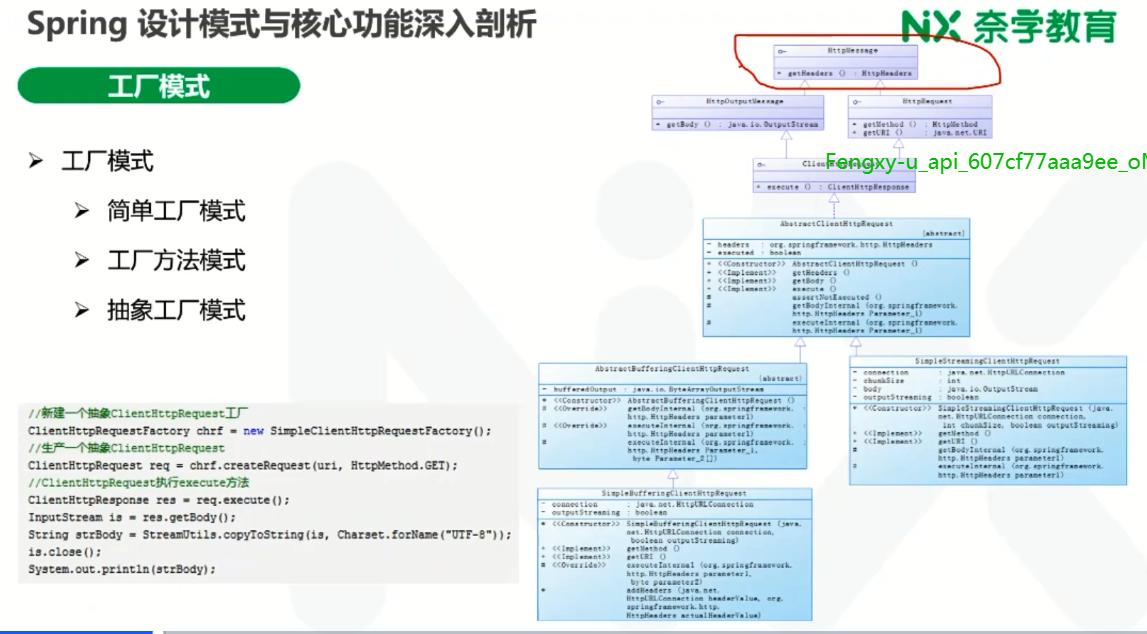 Spring 设计模式与核心功能深入剖析
NiX 奈学教育
工厂模式
➢ 工厂模式
➢ 简单工厂模式
➢ 工厂方法模式
➢ 抽象工厂模式
//新建一个抽象ClientHttpRequest工厂
ClientHttpRequestFactory chrf = new SimpleClientHttpRequestFactory();
//生产一个抽象ClientHttpRequest
ClientHttpRequest req = chrf.createRequest(uri, HttpMethod.GET);
//ClientHttpRequest执行execute方法
ClientHttpResponse res = req.execute();
InputStream is = res.getBody();
String strBody = StreamUtils.copyToString(is, Charset.forName("UTF-8"));
is.close();
System.out.println(strBody);
HttpMessage
+ getHeaders () : HttpHeaders
HttpOutputMessage
+ getBody () : java.io.OutputStream
HttpRequest
+ getMethod () : HttpMethod
+ getURI () : java.net.URI
Fengxy-u_api_607cf77aaa9ee_o
+ execute () : ClientHttpResponse
AbstractClientHttpRequest
{abstract}
- headers : org.springframework.http.HttpHeaders
- executed : boolean
+ <<Constructor>> AbstractClientHttpRequest ()
+ <<Implement>> getHeaders ()
+ <<Implement>> getBody ()
+ <<Implement>> execute ()
# assertNotExecuted ()
# getBodyInternal (org.springframework.
http.HttpHeaders Parameter_1)
# executeInternal (org.springframework.
http.HttpHeaders Parameter_1)
AbstractBufferingClientHttpRequest
{abstract}
- bufferedOutput : java.io.ByteArrayOutputStream
+ <<Constructor>> AbstractBufferingClientHttpRequest ()
# <<Override>> getBodyInternal (org.springframework.
http.HttpHeaders parameter1)
# <<Override>> executeInternal (org.springframework.
http.HttpHeaders parameter1)
# executeInternal (org.springframework.
http.HttpHeaders Parameter_1,
byte Parameter_2[])
SimpleStreamingClientHttpRequest
- connection : java.net.HttpURLConnection
- chunkSize : int
- body : java.io.OutputStream
- outputStreaming : boolean
+ <<Constructor>> SimpleStreamingClientHttpRequest (java.
net.HttpURLConnection connection,
int chunkSize, boolean outputStreaming)
+ <<Implement>> getMethod ()
+ <<Implement>> getURI ()
# getBodyInternal (org.springframework.
http.HttpHeaders parameter1)
# executeInternal (org.springframework.
http.HttpHeaders parameter1)
SimpleBufferingClientHttpRequest
- connection : java.net.HttpURLConnection
- outputStreaming : boolean
+ <<Constructor>> SimpleBufferingClientHttpRequest (java.
net.HttpURLConnection connection,
boolean outputStreaming)
+ <<Implement>> getMethod ()
+ <<Implement>> getURI ()
# <<Override>> executeInternal (org.springframework.
http.HttpHeaders parameter1,
byte parameter2)
addHeaders (java.net.
HttpURLConnection headerValue, org.
springframework.http.
HttpHeaders actualHeaderValue)